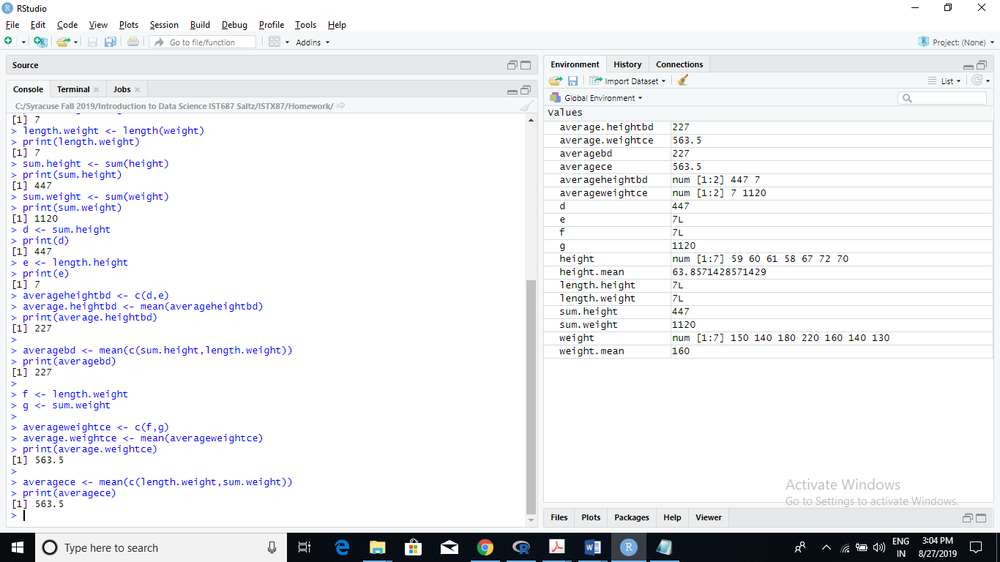 RStudio
File Edit Code View Plots Session Build Debug Profile Tools Help
Go to file/function Addins Project: (None)
Source
Console Terminal Jobs
C:/Syracuse Fall 2019/Introduction to Data Science IST687 Saltz/ISTX87/Homework/
[1] 7
> length.weight <- length(weight)
> print(length.weight)
[1] 7
> sum.height <- sum(height)
> print(sum.height)
[1] 447
> sum.weight <- sum(weight)
> print(sum.weight)
[1] 1120
> d <- sum.height
> print(d)
[1] 447
> e <- length.height
> print(e)
[1] 7
> averageheightbd <- c(d,e)
> average.heightbd <- mean(averageheightbd)
> print(average.heightbd)
[1] 227
>
> averagebd <- mean(c(sum.height,length.weight))
> print(averagebd)
[1] 227
>
> f <- length.weight
> g <- sum.weight
>
> averageweightce <- c(f,g)
> average.weightce <- mean(averageweightce)
> print(average.weightce)
[1] 563.5
>
> averagece <- mean(c(length.weight,sum.weight))
> print(averagece)
[1] 563.5
>
Environment History Connections
Import Dataset List
Global Environment
Values
average.heightbd 227
average.weightce 563.5
averagebd 227
averagece 563.5
averageheightbd num [1:2] 447 7
averageweightce num [1:2] 7 1120
d 447
e 7L
f 7L
g 1120
height num [1:7] 59 60 61 58 67 72 70
height.mean 63.8571428571429
length.height 7L
length.weight 7L
sum.height 447
sum.weight 1120
weight num [1:7] 150 140 180 220 160 140 130
weight.mean 160
Activate Windows
Go to Settings to activate Windows.
Files Plots Packages Help Viewer
Type here to search
ENG
IN
3:04 PM
8/27/2019